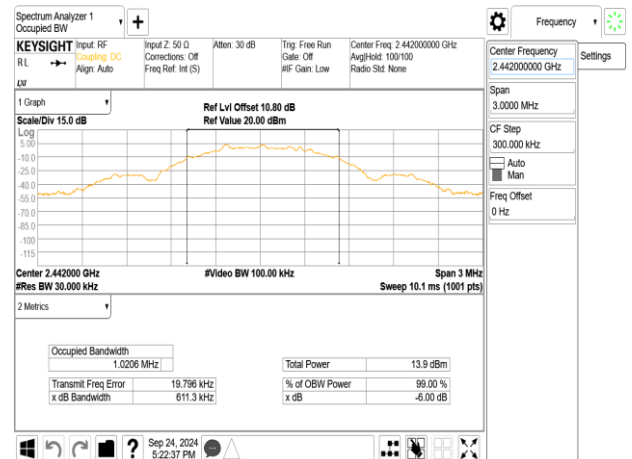 Spectrum Analyzer 1
Occupied BW
+
Frequency
KEYSIGHT
RL
Input: RF
Coupling: DC
Align: Auto
Input Z: 50 Ω
Corrections: Off
Freq Ref: Int (S)
Atten: 30 dB
Trig: Free Run
Gate: Off
#IF Gain: Low
Center Freq: 2.442000000 GHz
Avg|Hold: 100/100
Radio Std: None
Center Frequency
2.442000000 GHz
Settings
Span
3.0000 MHz
CF Step
300.000 kHz
Auto
Man
Freq Offset
0 Hz
1 Graph
Scale/Div 15.0 dB
Ref Lvl Offset 10.80 dB
Ref Value 20.00 dBm
Log
5.00
-10.0
-25.0
-40.0
-55.0
-70.0
-85.0
-100
-115
Center 2.442000 GHz
#Res BW 30.000 kHz
#Video BW 100.00 kHz
Span 3 MHz
Sweep 10.1 ms (1001 pts)
2 Metrics
Occupied Bandwidth
1.0206 MHz
Transmit Freq Error 19.796 kHz
x dB Bandwidth 611.3 kHz
Total Power 13.9 dBm
% of OBW Power 99.00 %
x dB -6.00 dB
?
Sep 24, 2024
5:22:37 PM